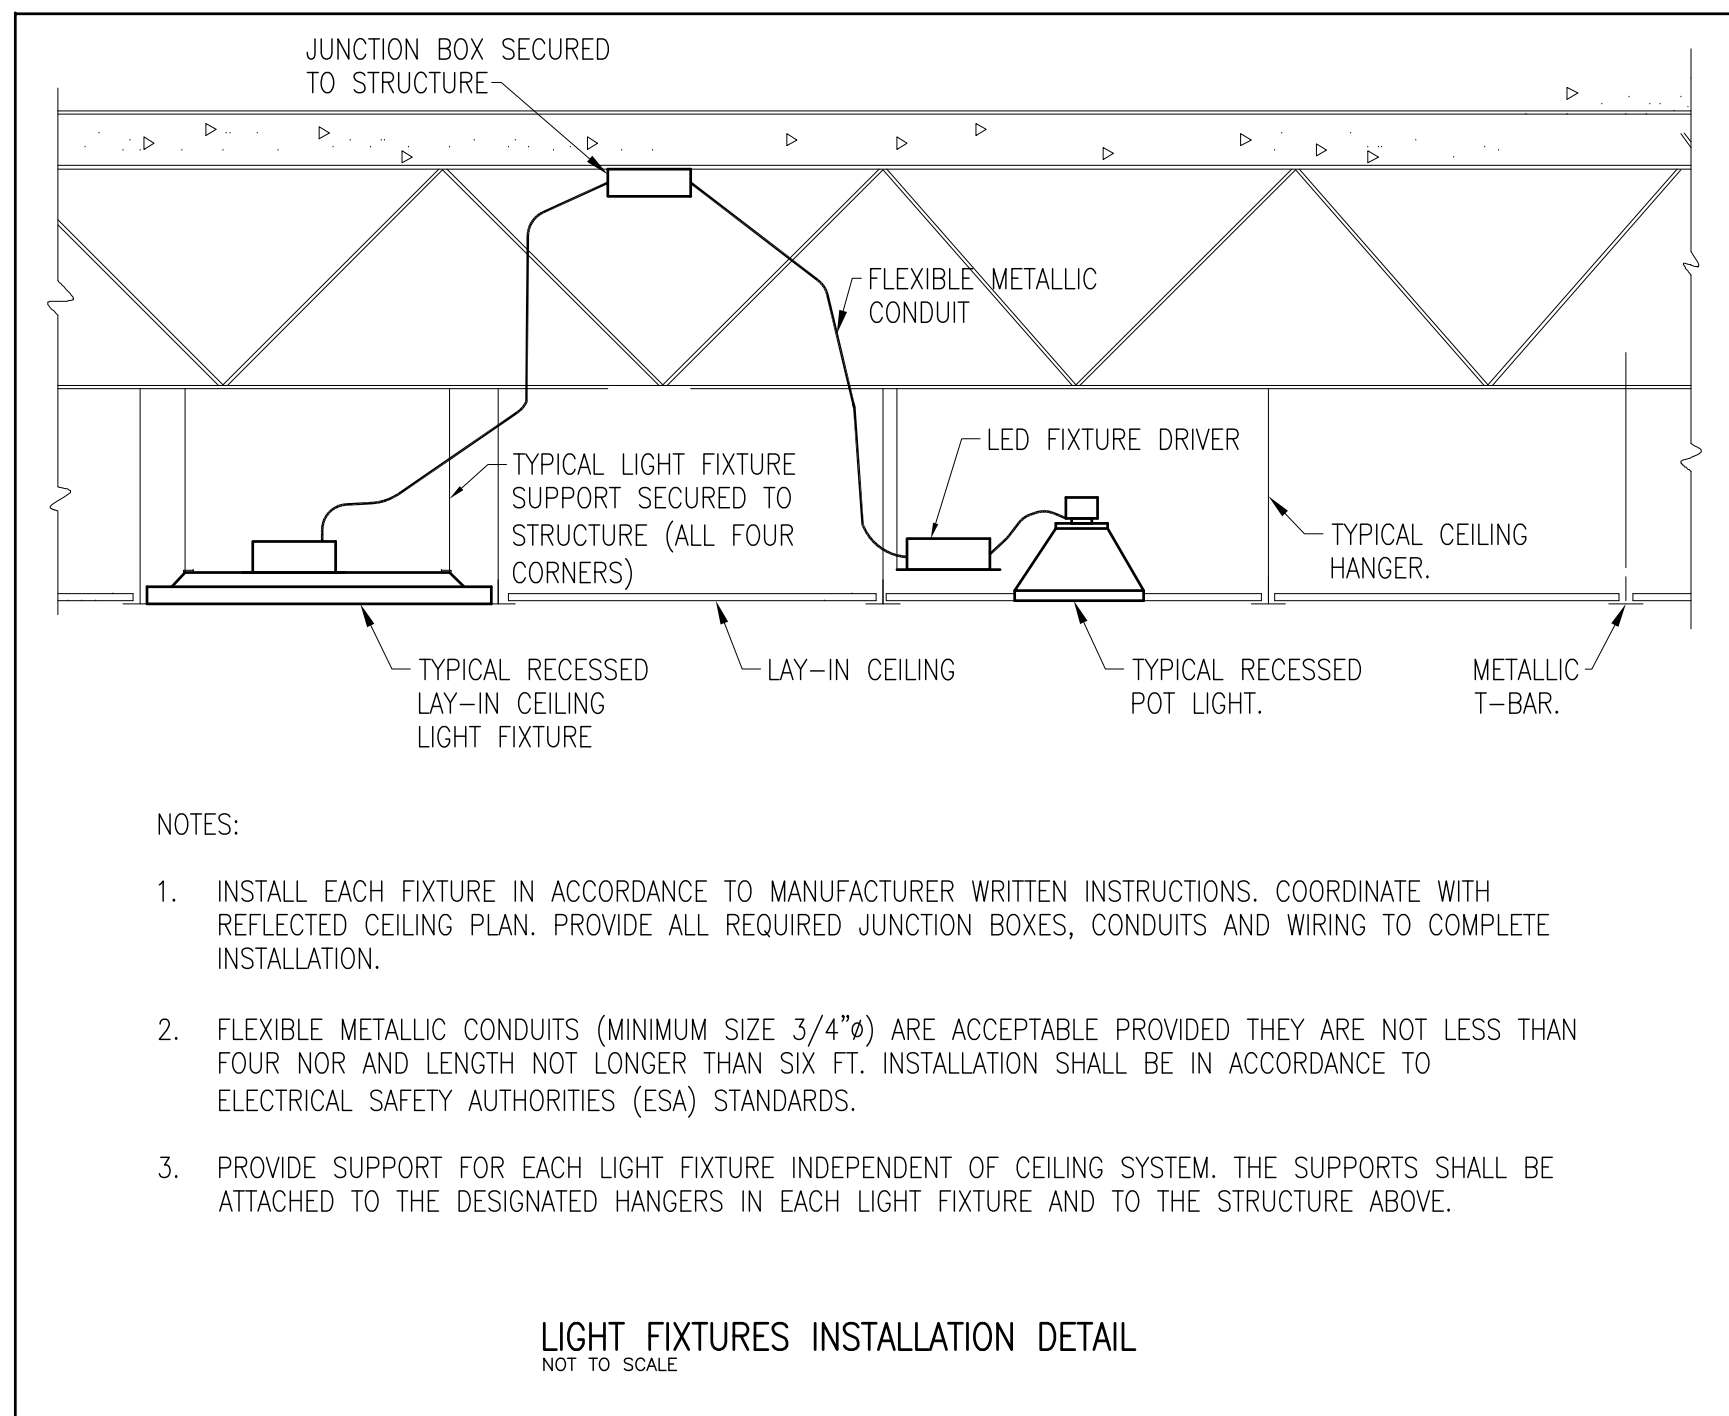 JUNCTION BOX SECURED
TO STRUCTURE
FLEXIBLE METALLIC
CONDUIT
LED FIXTURE DRIVER
TYPICAL LIGHT FIXTURE
SUPPORT SECURED TO
STRUCTURE (ALL FOUR
CORNERS)
TYPICAL CEILING
HANGER.
TYPICAL RECESSED
LAY-IN CEILING
LIGHT FIXTURE
LAY-IN CEILING
TYPICAL RECESSED
POT LIGHT.
METALLIC
T-BAR.
NOTES:
1. INSTALL EACH FIXTURE IN ACCORDANCE TO MANUFACTURER WRITTEN INSTRUCTIONS. COORDINATE WITH
REFLECTED CEILING PLAN. PROVIDE ALL REQUIRED JUNCTION BOXES, CONDUITS AND WIRING TO COMPLETE
INSTALLATION.
2. FLEXIBLE METALLIC CONDUITS (MINIMUM SIZE 3/4"ø) ARE ACCEPTABLE PROVIDED THEY ARE NOT LESS THAN
FOUR NOR AND LENGTH NOT LONGER THAN SIX FT. INSTALLATION SHALL BE IN ACCORDANCE TO
ELECTRICAL SAFETY AUTHORITIES (ESA) STANDARDS.
3. PROVIDE SUPPORT FOR EACH LIGHT FIXTURE INDEPENDENT OF CEILING SYSTEM. THE SUPPORTS SHALL BE
ATTACHED TO THE DESIGNATED HANGERS IN EACH LIGHT FIXTURE AND TO THE STRUCTURE ABOVE.
LIGHT FIXTURES INSTALLATION DETAIL
NOT TO SCALE